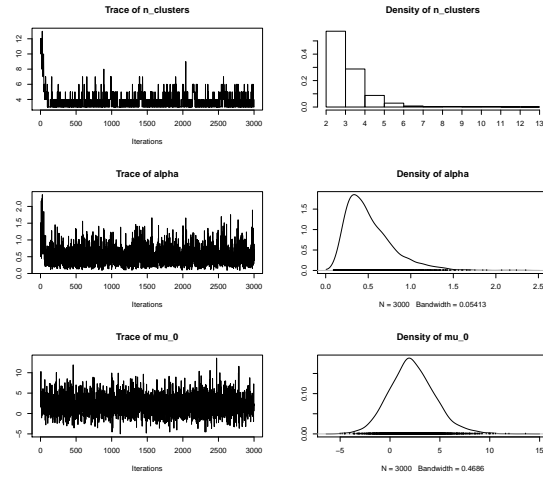 Trace of n_clusters
4 6 8 10 12
0 500 1000 1500 2000 2500 3000
Iterations
Density of n_clusters
0.0 0.2 0.4
2 3 4 5 6 7 8 9 10 11 12 13
Trace of alpha
0.0 0.5 1.0 1.5 2.0
0 500 1000 1500 2000 2500 3000
Iterations
Density of alpha
0.0 0.5 1.0 1.5
0.0 0.5 1.0 1.5 2.0 2.5
N = 3000 Bandwidth = 0.05413
Trace of mu_0
−5 0 5 10
0 500 1000 1500 2000 2500 3000
Iterations
Density of mu_0
0.00 0.10
−5 0 5 10 15
N = 3000 Bandwidth = 0.4686